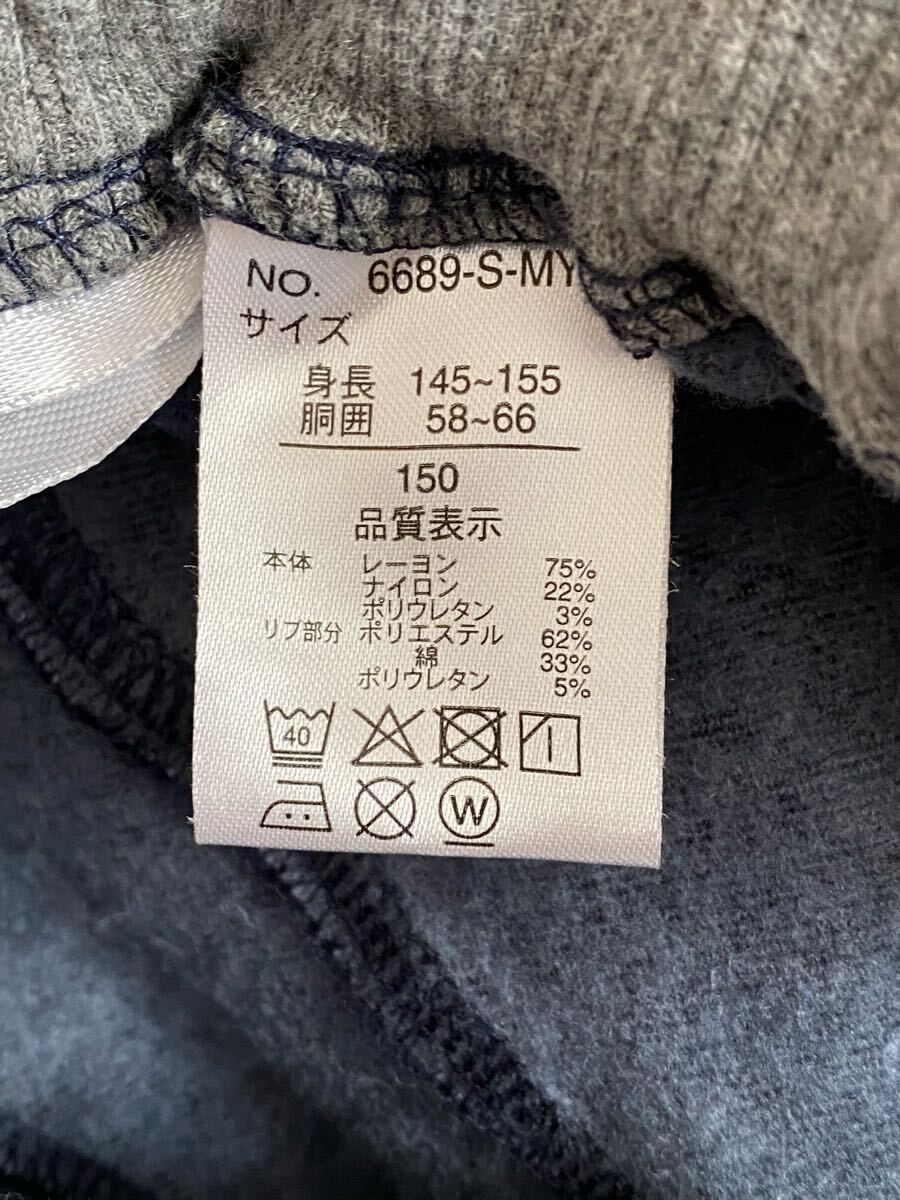 NO. 6689-S-MY
サイズ
身長 145~155
胴囲 58~66
150
品質表示
本体 レーヨン 75%
ナイロン 22%
ポリウレタン 3%
リブ部分 ポリエステル 62%
綿 33%
ポリウレタン 5%
40
W